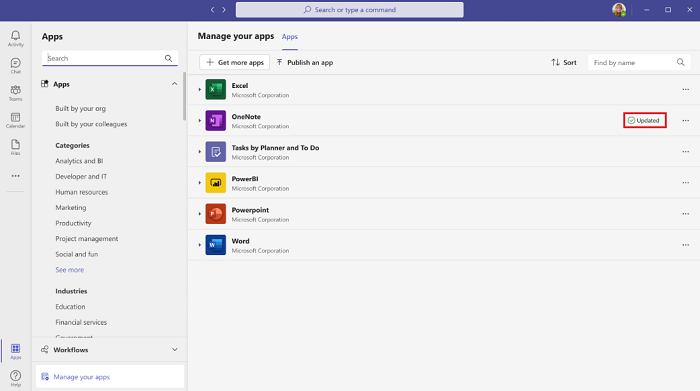 Search or type a command
Activity
Chat
Teams
Calendar
Files
Apps
Help
Apps
Search
Apps
Built by your org
Built by your colleagues
Categories
Analytics and BI
Developer and IT
Human resources
Marketing
Productivity
Project management
Social and fun
See more
Industries
Education
Financial services
Government
Workflows
Manage your apps
Manage your apps Apps
Get more apps Publish an app Sort Find by name
Excel
Microsoft Corporation
OneNote
Microsoft Corporation
Updated
Tasks by Planner and To Do
Microsoft Corporation
PowerBI
Microsoft Corporation
Powerpoint
Microsoft Corporation
Word
Microsoft Corporation